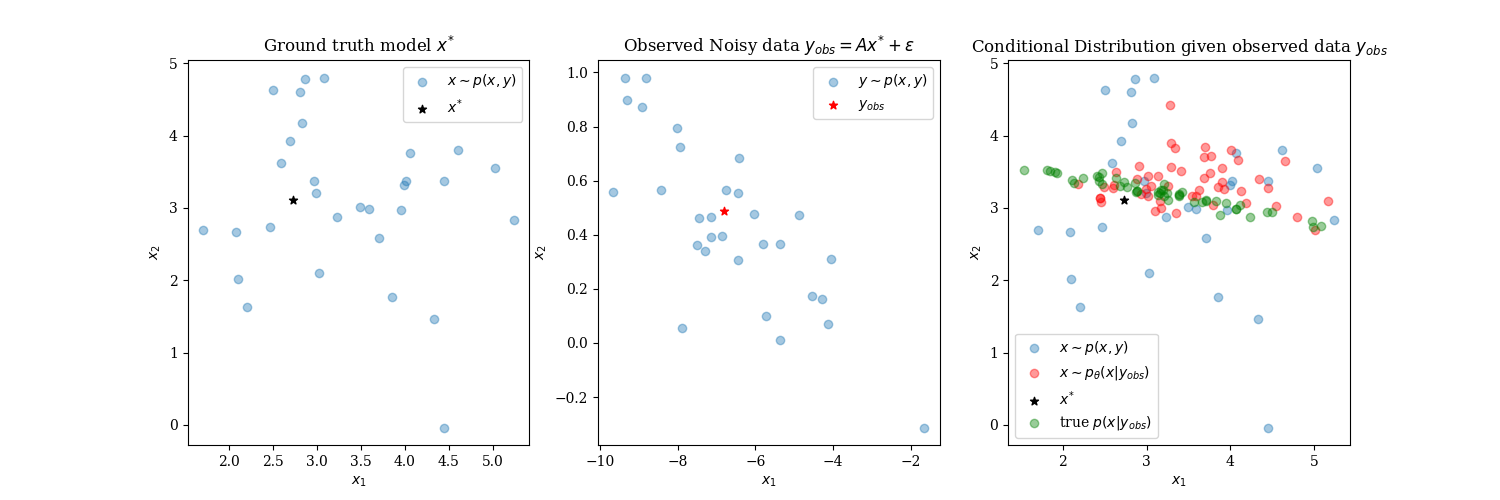 Ground truth model x*
x ~ p(x, y)
x*
5
4
3
2
1
0
x₂
2.0 2.5 3.0 3.5 4.0 4.5 5.0
x₁
Observed Noisy data y_obs = Ax* + ε
y ~ p(x, y)
y_obs
1.0
0.8
0.6
0.4
0.2
0.0
−0.2
x₂
−10 −8 −6 −4 −2
x₁
Conditional Distribution given observed data y_obs
5
4
3
2
1
0
x₂
x ~ p(x, y)
x ~ p_θ(x|y_obs)
x*
true p(x|y_obs)
2 3 4 5
x₁